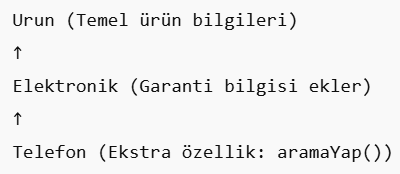 Urun (Temel ürün bilgileri)
↑
Elektronik (Garanti bilgisi ekler)
↑
Telefon (Ekstra özellik: aramaYap())